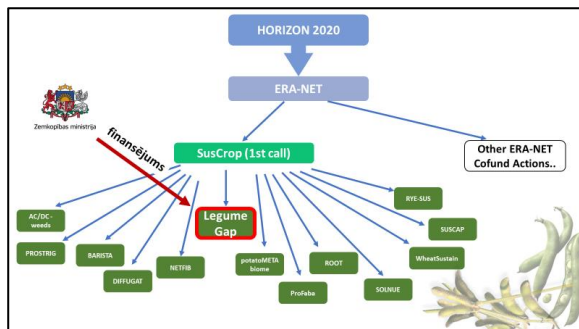 HORIZON 2020
ERA-NET
Zemkopības ministrija
finansējums
SusCrop (1st call)
Other ERA-NET
Cofund Actions..
AC/DC -
weeds
PROSTRIG
BARISTA
DIFFUGAT
NETFIB
Legume
Gap
potatoMETA
biome
ProFaba
ROOT
SOLNUE
WheatSustain
SUSCAP
RYE-SUS